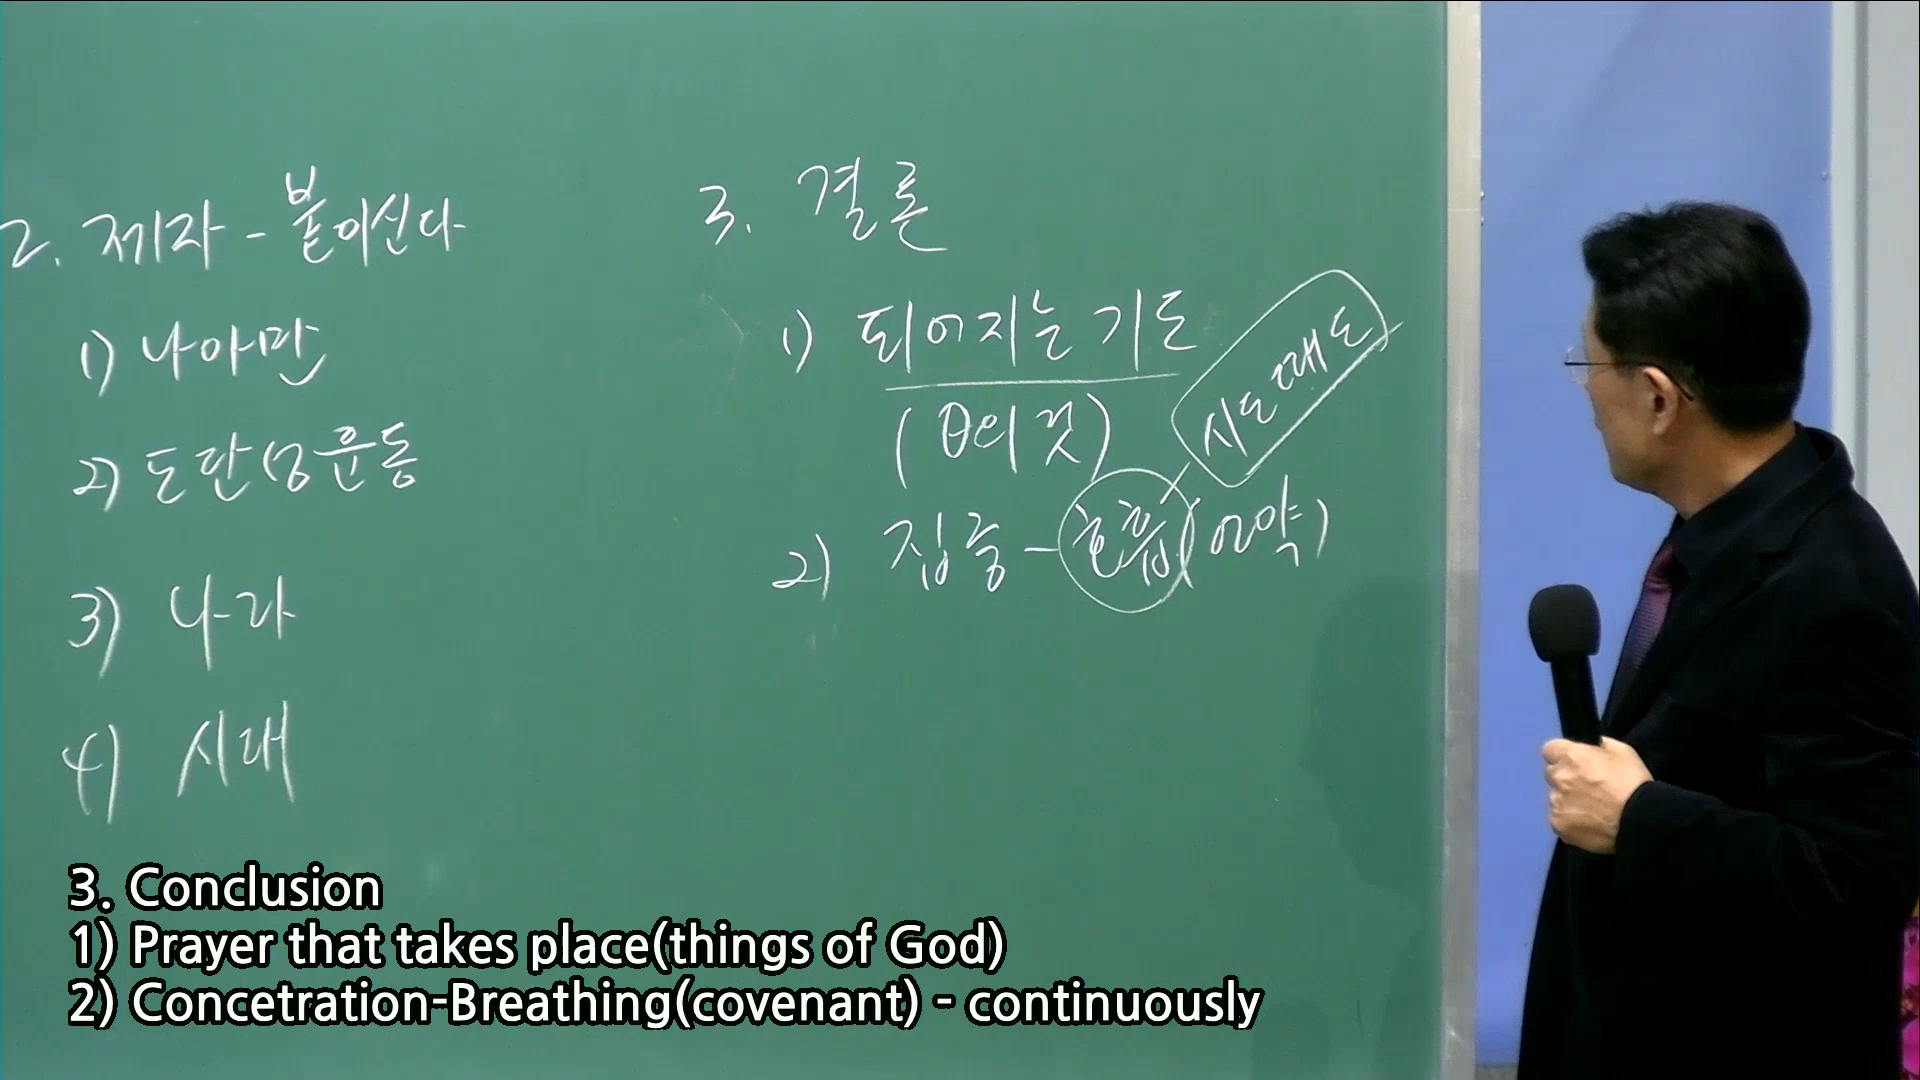 2. 제자 - 붙이신다
1) 나아만
2) 도단성운동
3) 나라
4) 시대
3. 결론
1) 되어지는 기도
(θ의 것)
시도 때도
2) 집중 - 호흡(언약)
3. Conclusion
1) Prayer that takes place(things of God)
2) Concetration-Breathing(covenant) - continuously